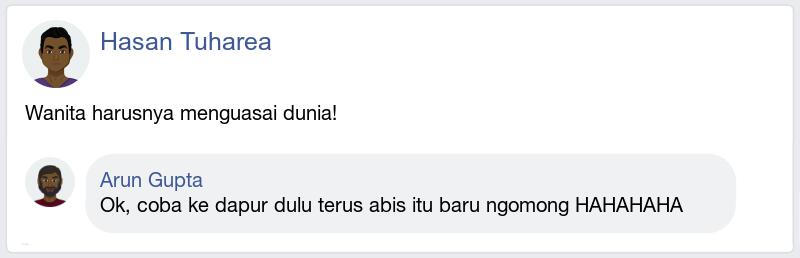 Hasan Tuharea
Wanita harusnya menguasai dunia!
Arun Gupta
Ok, coba ke dapur dulu terus abis itu baru ngomong HAHAHAHA